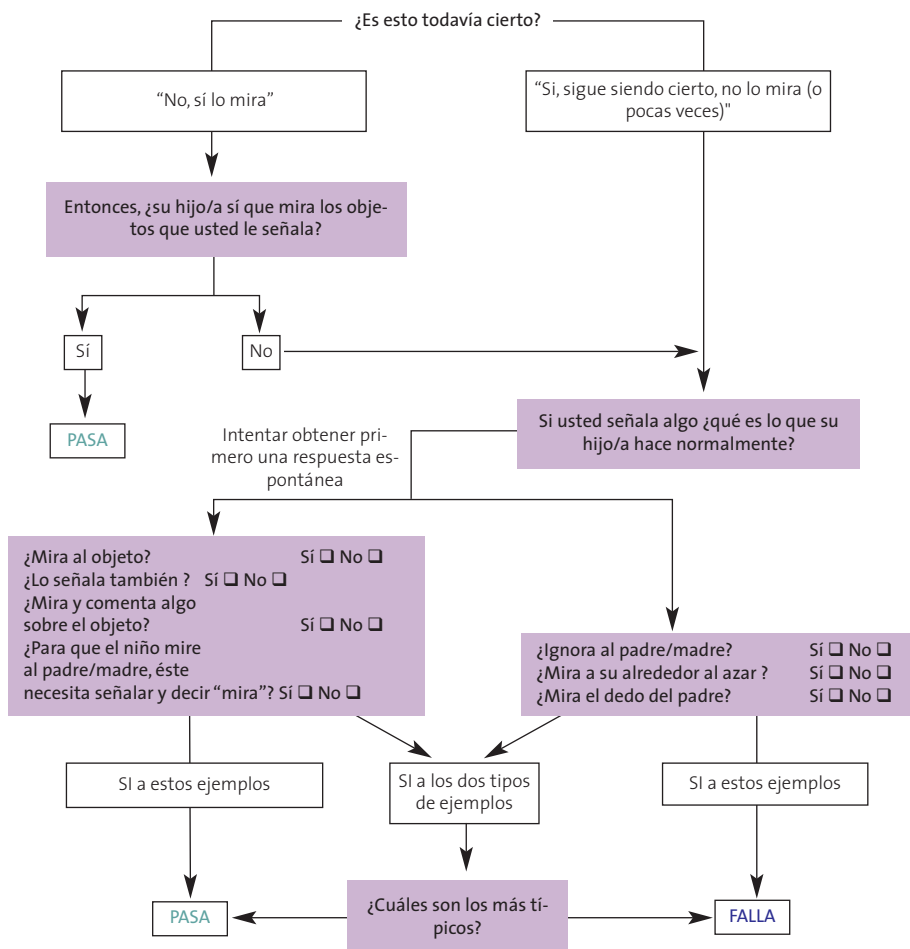 ¿Es esto todavía cierto?
“No, sí lo mira”
“Si, sigue siendo cierto, no lo mira (o
pocas veces)"
Entonces, ¿su hijo/a sí que mira los obje-
tos que usted le señala?
Sí
No
PASA
Si usted señala algo ¿qué es lo que su
hijo/a hace normalmente?
Intentar obtener pri-
mero una respuesta es-
pontánea
¿Mira al objeto? Sí ❑ No ❑
¿Lo señala también ? Sí ❑ No ❑
¿Mira y comenta algo
sobre el objeto? Sí ❑ No ❑
¿Para que el niño mire
al padre/madre, éste
necesita señalar y decir “mira”? Sí ❑ No ❑
¿Ignora al padre/madre? Sí ❑ No ❑
¿Mira a su alrededor al azar ? Sí ❑ No ❑
¿Mira el dedo del padre? Sí ❑ No ❑
SI a estos ejemplos
SI a los dos tipos
de ejemplos
SI a estos ejemplos
PASA
¿Cuáles son los más tí-
picos?
FALLA